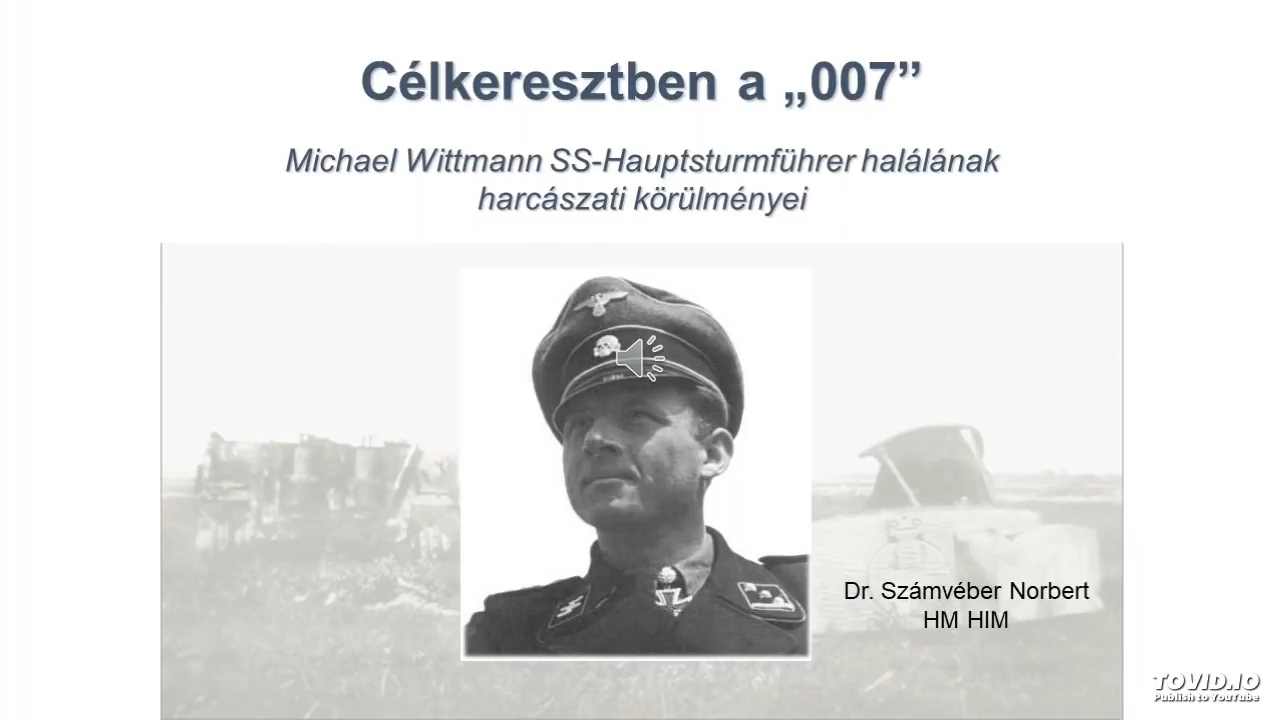 Célkeresztben a „007”
Michael Wittmann SS-Hauptsturmführer halálának
harcászati körülményei
Dr. Számvéber Norbert
HM HIM
TOVID.IO
Publish to YouTube